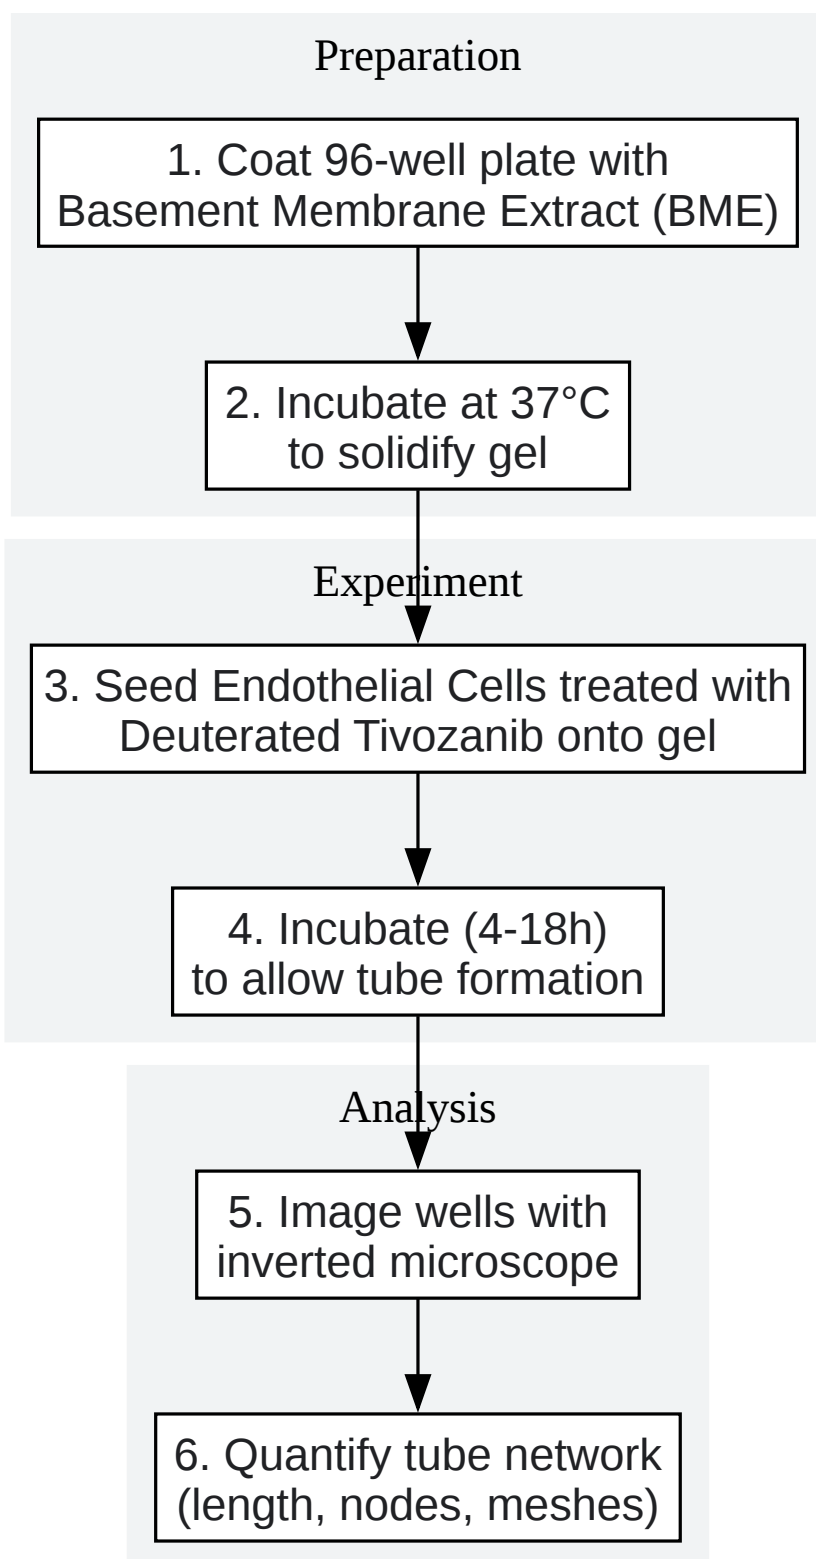 Preparation
1. Coat 96-well plate with
Basement Membrane Extract (BME)
2. Incubate at 37°C
to solidify gel
Experiment
3. Seed Endothelial Cells treated with
Deuterated Tivozanib onto gel
4. Incubate (4-18h)
to allow tube formation
Analysis
5. Image wells with
inverted microscope
6. Quantify tube network
(length, nodes, meshes)